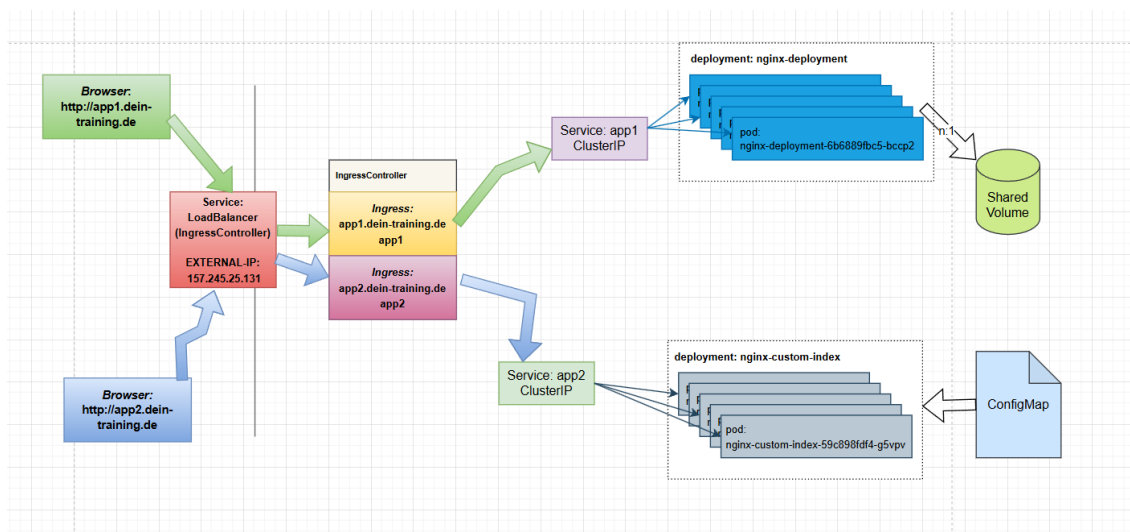 deployment: nginx-deployment
Browser:
http://app1.dein-
training.de
Service: app1
ClusterIP
pod:
nginx-deployment-6b6889fbc5-bccp2
n:1
Shared
Volume
IngressController
Service:
LoadBalancer
(IngressController)
EXTERNAL-IP:
157.245.25.131
Ingress:
app1.dein-training.de
app1
Ingress:
app2.dein-training.de
app2
Browser:
http://app2.dein-
training.de
Service: app2
ClusterIP
deployment: nginx-custom-index
pod:
nginx-custom-index-59c898fdf4-g5vpv
ConfigMap